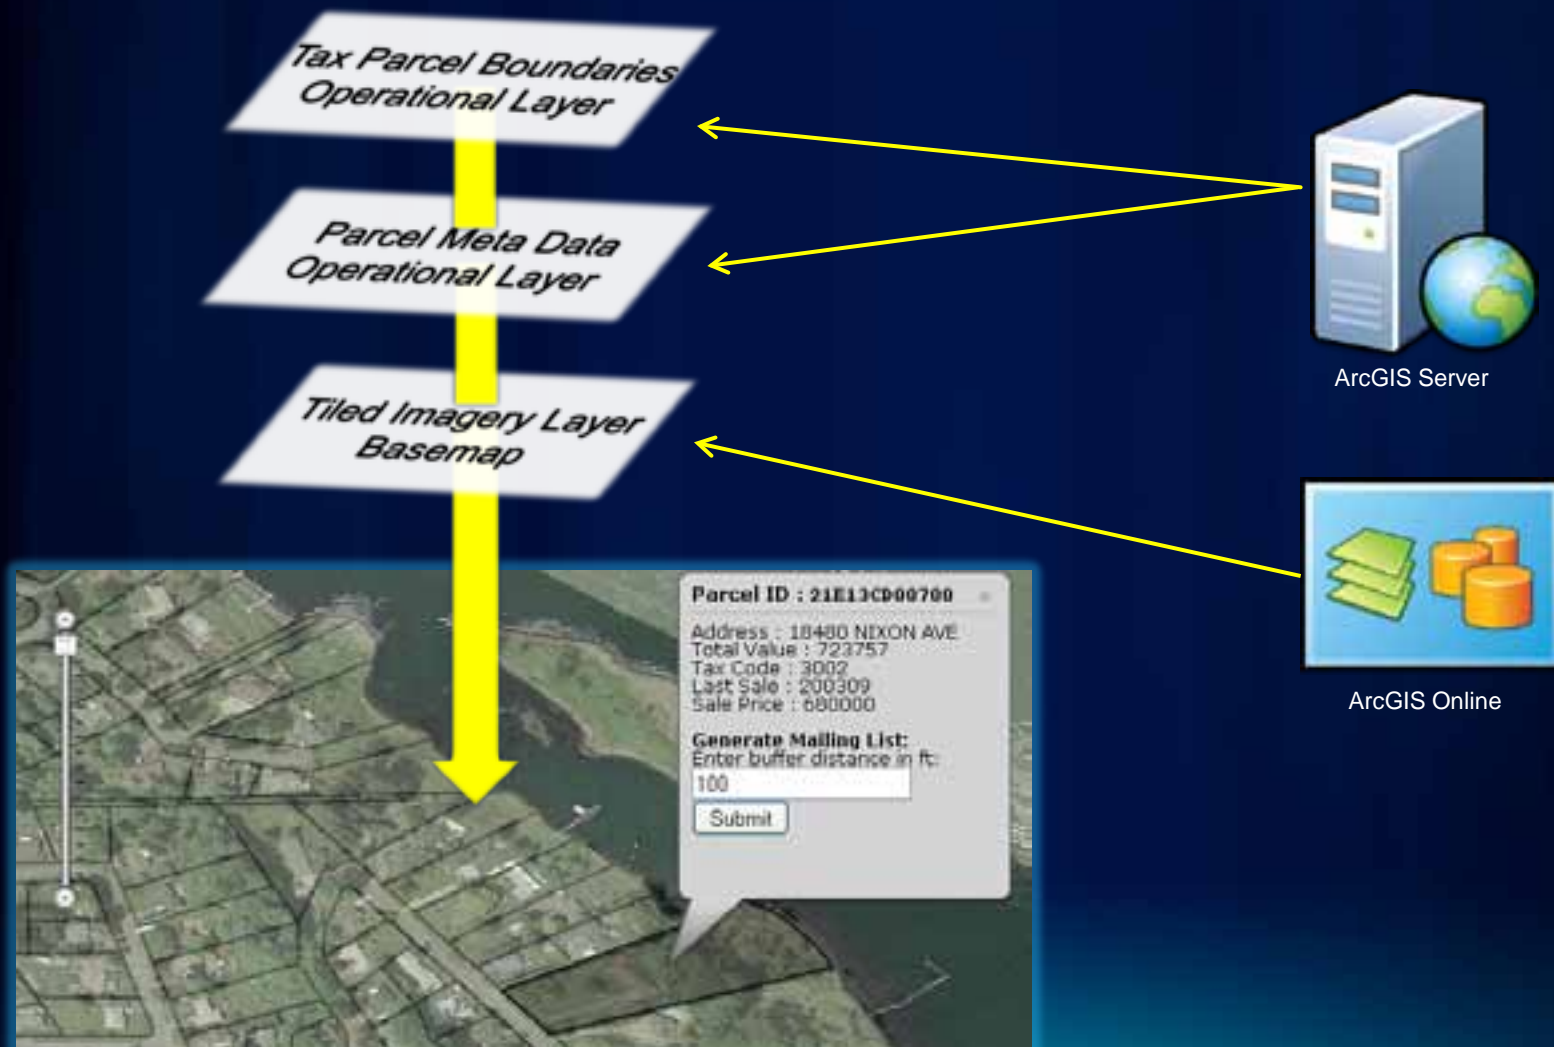 Tax Parcel Boundaries
Operational Layer
Parcel Meta Data
Operational Layer
Tiled Imagery Layer
Basemap
ArcGIS Server
ArcGIS Online
Parcel ID : 21E13CD00700
Address : 18480 NIXON AVE
Total Value : 723757
Tax Code : 3002
Last Sale : 200309
Sale Price : 680000
Generate Mailing List:
Enter buffer distance in ft:
100
Submit